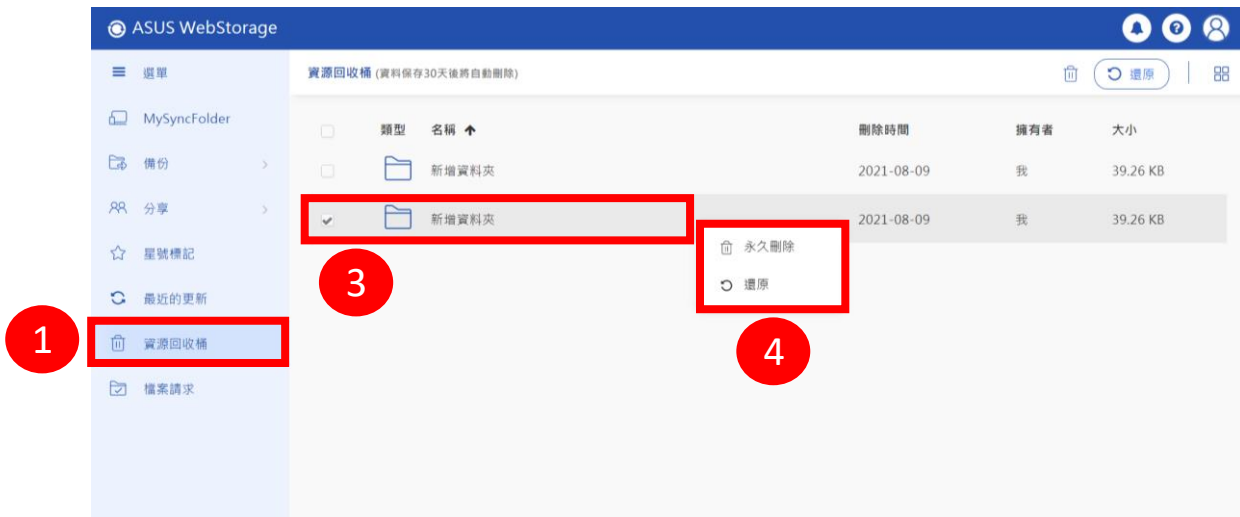 ASUS WebStorage
選單
資源回收桶 (資料保存30天後將自動刪除)
還原
MySyncFolder
類型 名稱 刪除時間 擁有者 大小
備份
新增資料夾 2021-08-09 我 39.26 KB
分享
新增資料夾 2021-08-09 我 39.26 KB
星號標記
永久刪除
還原
3
最近的更新
1
資源回收桶
4
檔案請求